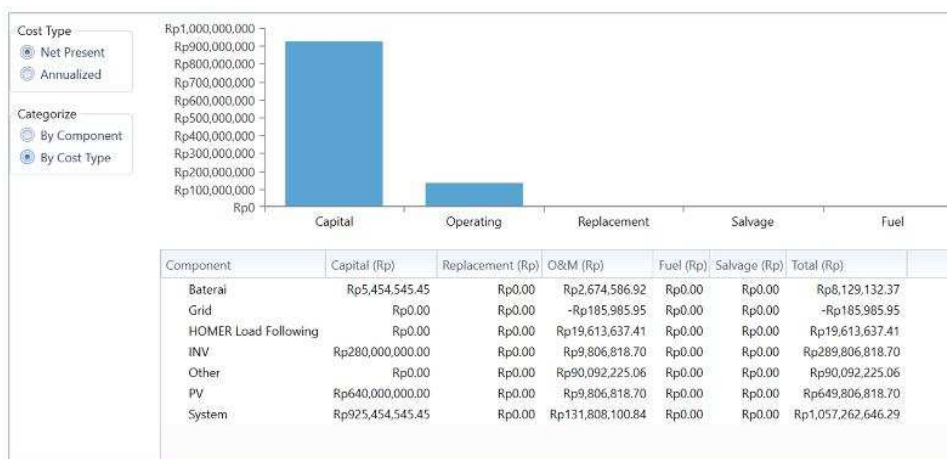 Cost Type
Net Present
Annualized
Categorize
By Component
By Cost Type
Rp1,000,000,000
Rp900,000,000
Rp800,000,000
Rp700,000,000
Rp600,000,000
Rp500,000,000
Rp400,000,000
Rp300,000,000
Rp200,000,000
Rp100,000,000
Rp0
Capital Operating Replacement Salvage Fuel
Component Capital (Rp) Replacement (Rp) O&M (Rp) Fuel (Rp) Salvage (Rp) Total (Rp)
Baterai Rp5,454,545.45 Rp0.00 Rp2,674,586.92 Rp0.00 Rp0.00 Rp8,129,132.37
Grid Rp0.00 Rp0.00 -Rp185,985.95 Rp0.00 Rp0.00 -Rp185,985.95
HOMER Load Following Rp0.00 Rp0.00 Rp19,613,637.41 Rp0.00 Rp0.00 Rp19,613,637.41
INV Rp280,000,000.00 Rp0.00 Rp9,806,818.70 Rp0.00 Rp0.00 Rp289,806,818.70
Other Rp0.00 Rp0.00 Rp90,092,225.06 Rp0.00 Rp0.00 Rp90,092,225.06
PV Rp640,000,000.00 Rp0.00 Rp9,806,818.70 Rp0.00 Rp0.00 Rp649,806,818.70
System Rp925,454,545.45 Rp0.00 Rp131,808,100.84 Rp0.00 Rp0.00 Rp1,057,262,646.29